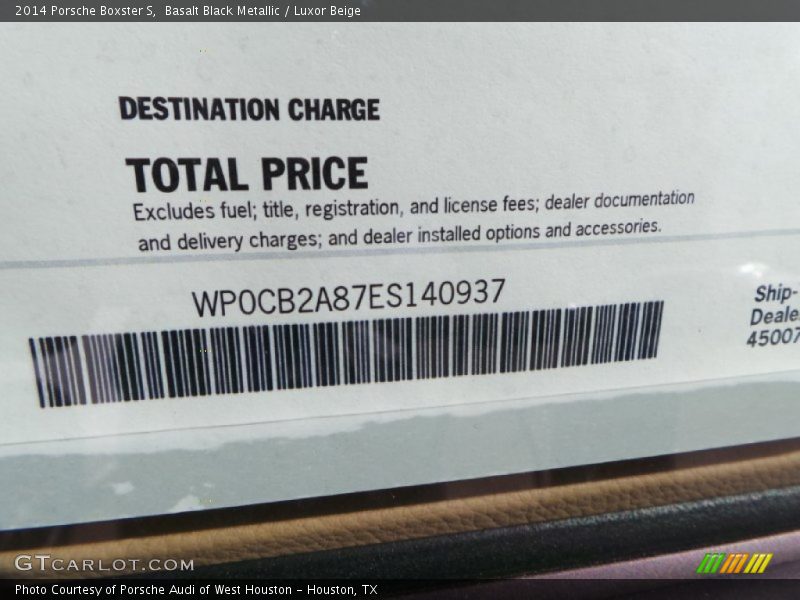 2014 Porsche Boxster S,  Basalt Black Metallic / Luxor Beige
DESTINATION CHARGE
TOTAL PRICE
Excludes fuel; title, registration, and license fees; dealer documentation
and delivery charges; and dealer installed options and accessories.
WP0CB2A87ES140937
Ship-
Deale
45007
GTCARLOT.COM
Photo Courtesy of Porsche Audi of West Houston - Houston, TX